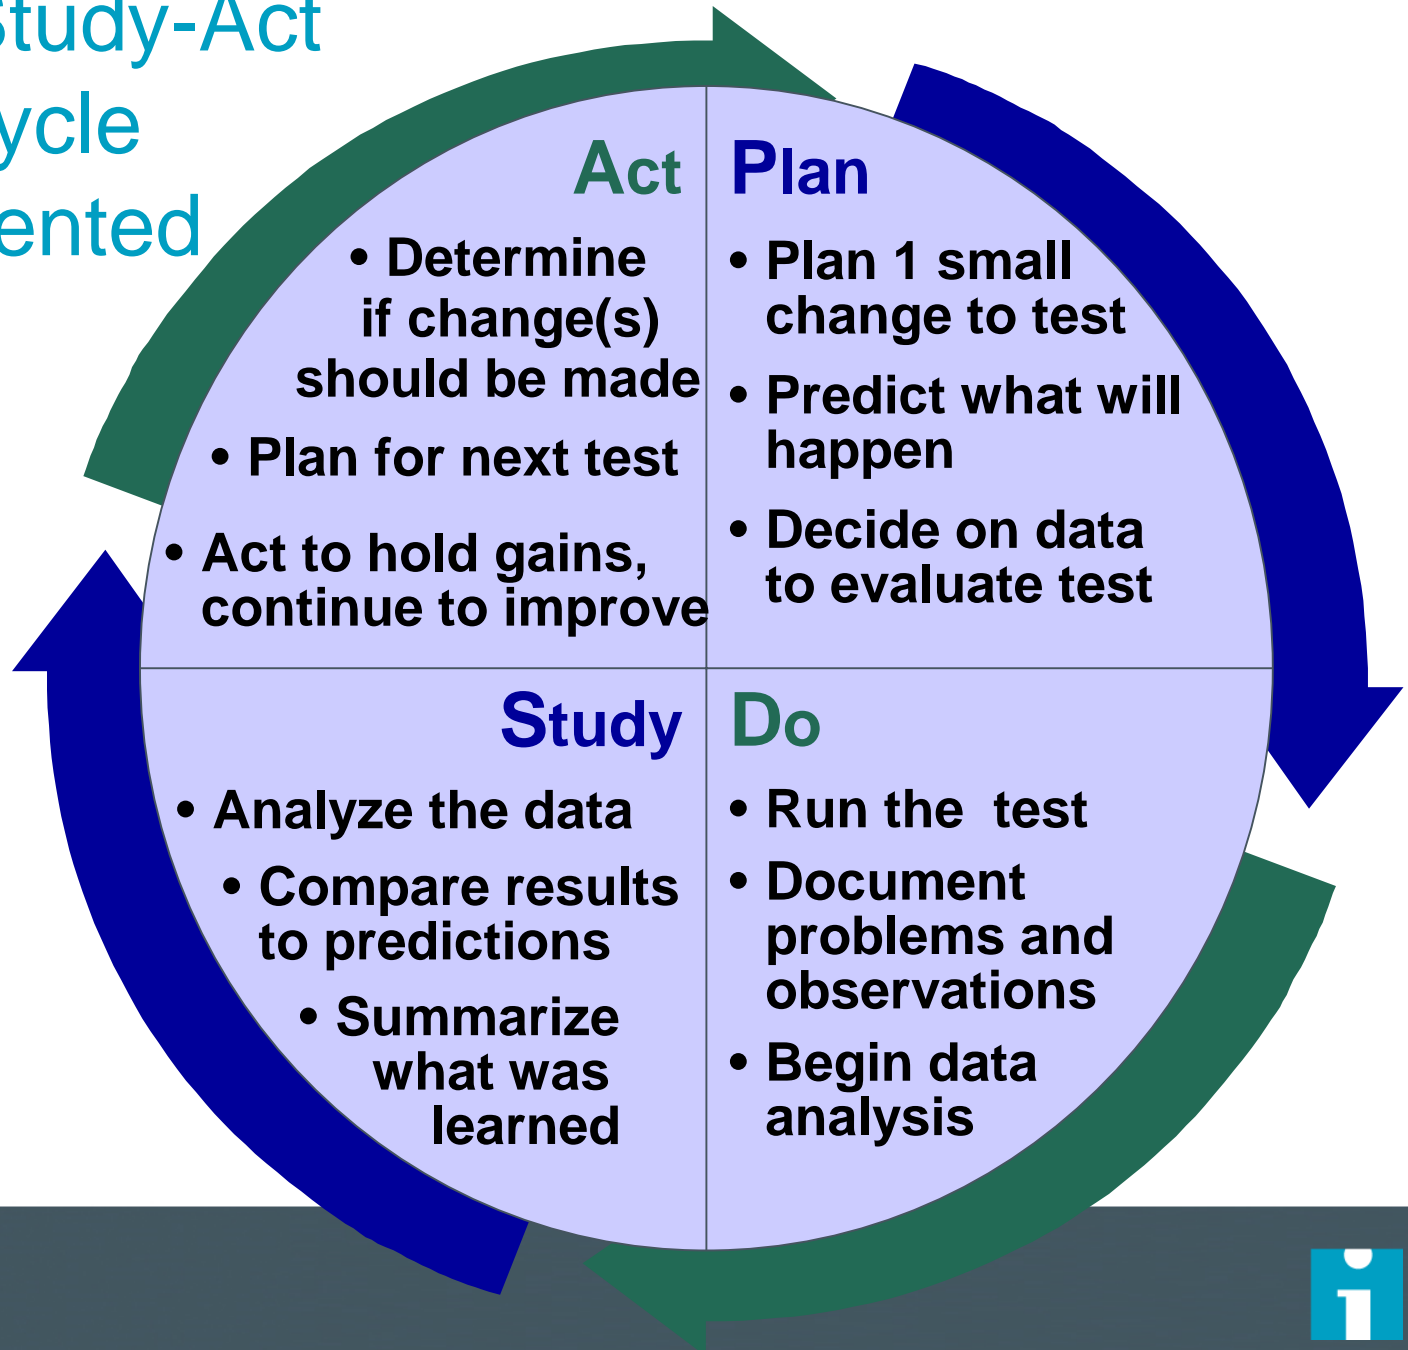 Study-Act
ycle
ented
Act
• Determine
if change(s)
should be made
• Plan for next test
• Act to hold gains,
continue to improve
Plan
• Plan 1 small
change to test
• Predict what will
happen
• Decide on data
to evaluate test
Study
• Analyze the data
• Compare results
to predictions
• Summarize
what was
learned
Do
• Run the  test
• Document
problems and
observations
• Begin data
analysis
i